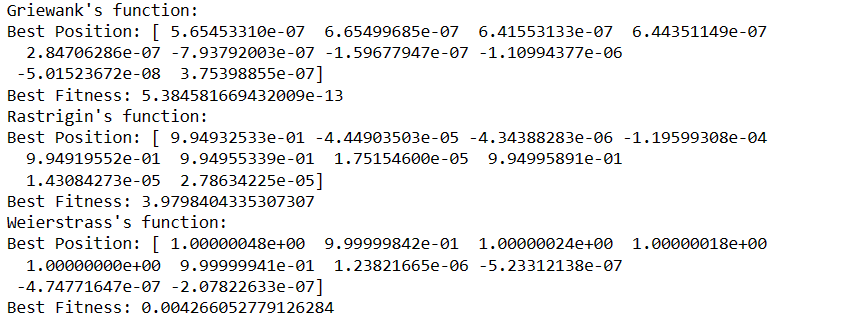 Griewank's function:
Best Position: [ 5.65453310e-07  6.65499685e-07  6.41553133e-07  6.44351149e-07
  2.84706286e-07 -7.93792003e-07 -1.59677947e-07 -1.10994377e-06
 -5.01523672e-08  3.75398855e-07]
Best Fitness: 5.384581669432009e-13
Rastrigin's function:
Best Position: [ 9.94932533e-01 -4.44903503e-05 -4.34388283e-06 -1.19599308e-04
  9.94919552e-01  9.94955339e-01  1.75154600e-05  9.94995891e-01
  1.43084273e-05  2.78634225e-05]
Best Fitness: 3.9798404335307307
Weierstrass's function:
Best Position: [ 1.00000048e+00  9.99999842e-01  1.00000024e+00  1.00000018e+00
  1.00000000e+00  9.99999941e-01  1.23821665e-06 -5.23312138e-07
 -4.74771647e-07 -2.07822633e-07]
Best Fitness: 0.004266052779126284